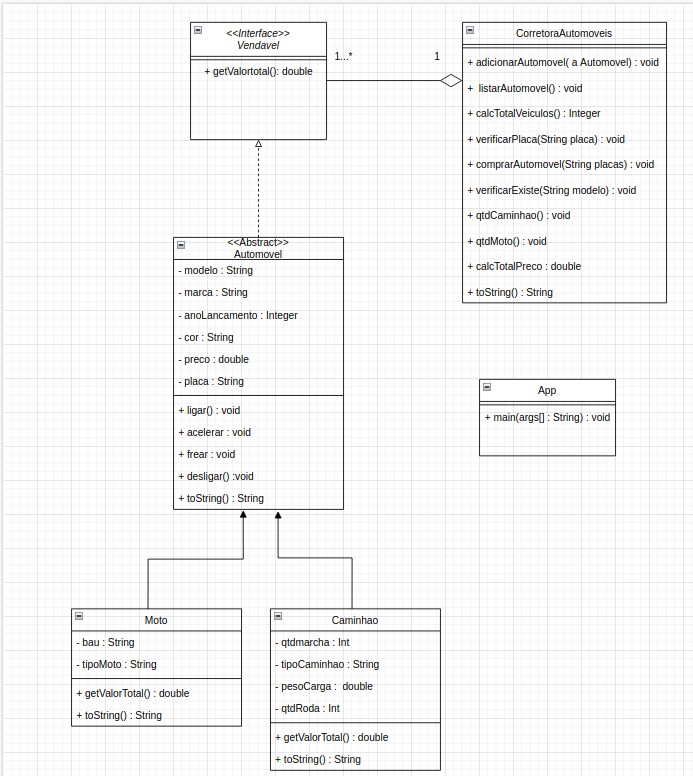 <<Interface>>
Vendavel
+ getValortotal(): double
1...*
1
CorretoraAutomoveis
+ adicionarAutomovel( a Automovel) : void
+ listarAutomovel() : void
+ calcTotalVeiculos() : Integer
+ verificarPlaca(String placa) : void
+ comprarAutomovel(String placas) : void
+ verificarExiste(String modelo) : void
+ qtdCaminhao() : void
+ qtdMoto() : void
+ calcTotalPreco : double
+ toString() : String
<<Abstract>>
Automovel
- modelo : String
- marca : String
- anoLancamento : Integer
- cor : String
- preco : double
- placa : String
+ ligar() : void
+ acelerar : void
+ frear : void
+ desligar() :void
+ toString() : String
App
+ main(args[] : String) : void
Moto
- bau : String
- tipoMoto : String
+ getValorTotal() : double
+ toString() : String
Caminhao
- qtdmarcha : Int
- tipoCaminhao : String
- pesoCarga : double
- qtdRoda : Int
+ getValorTotal() : double
+ toString() : String